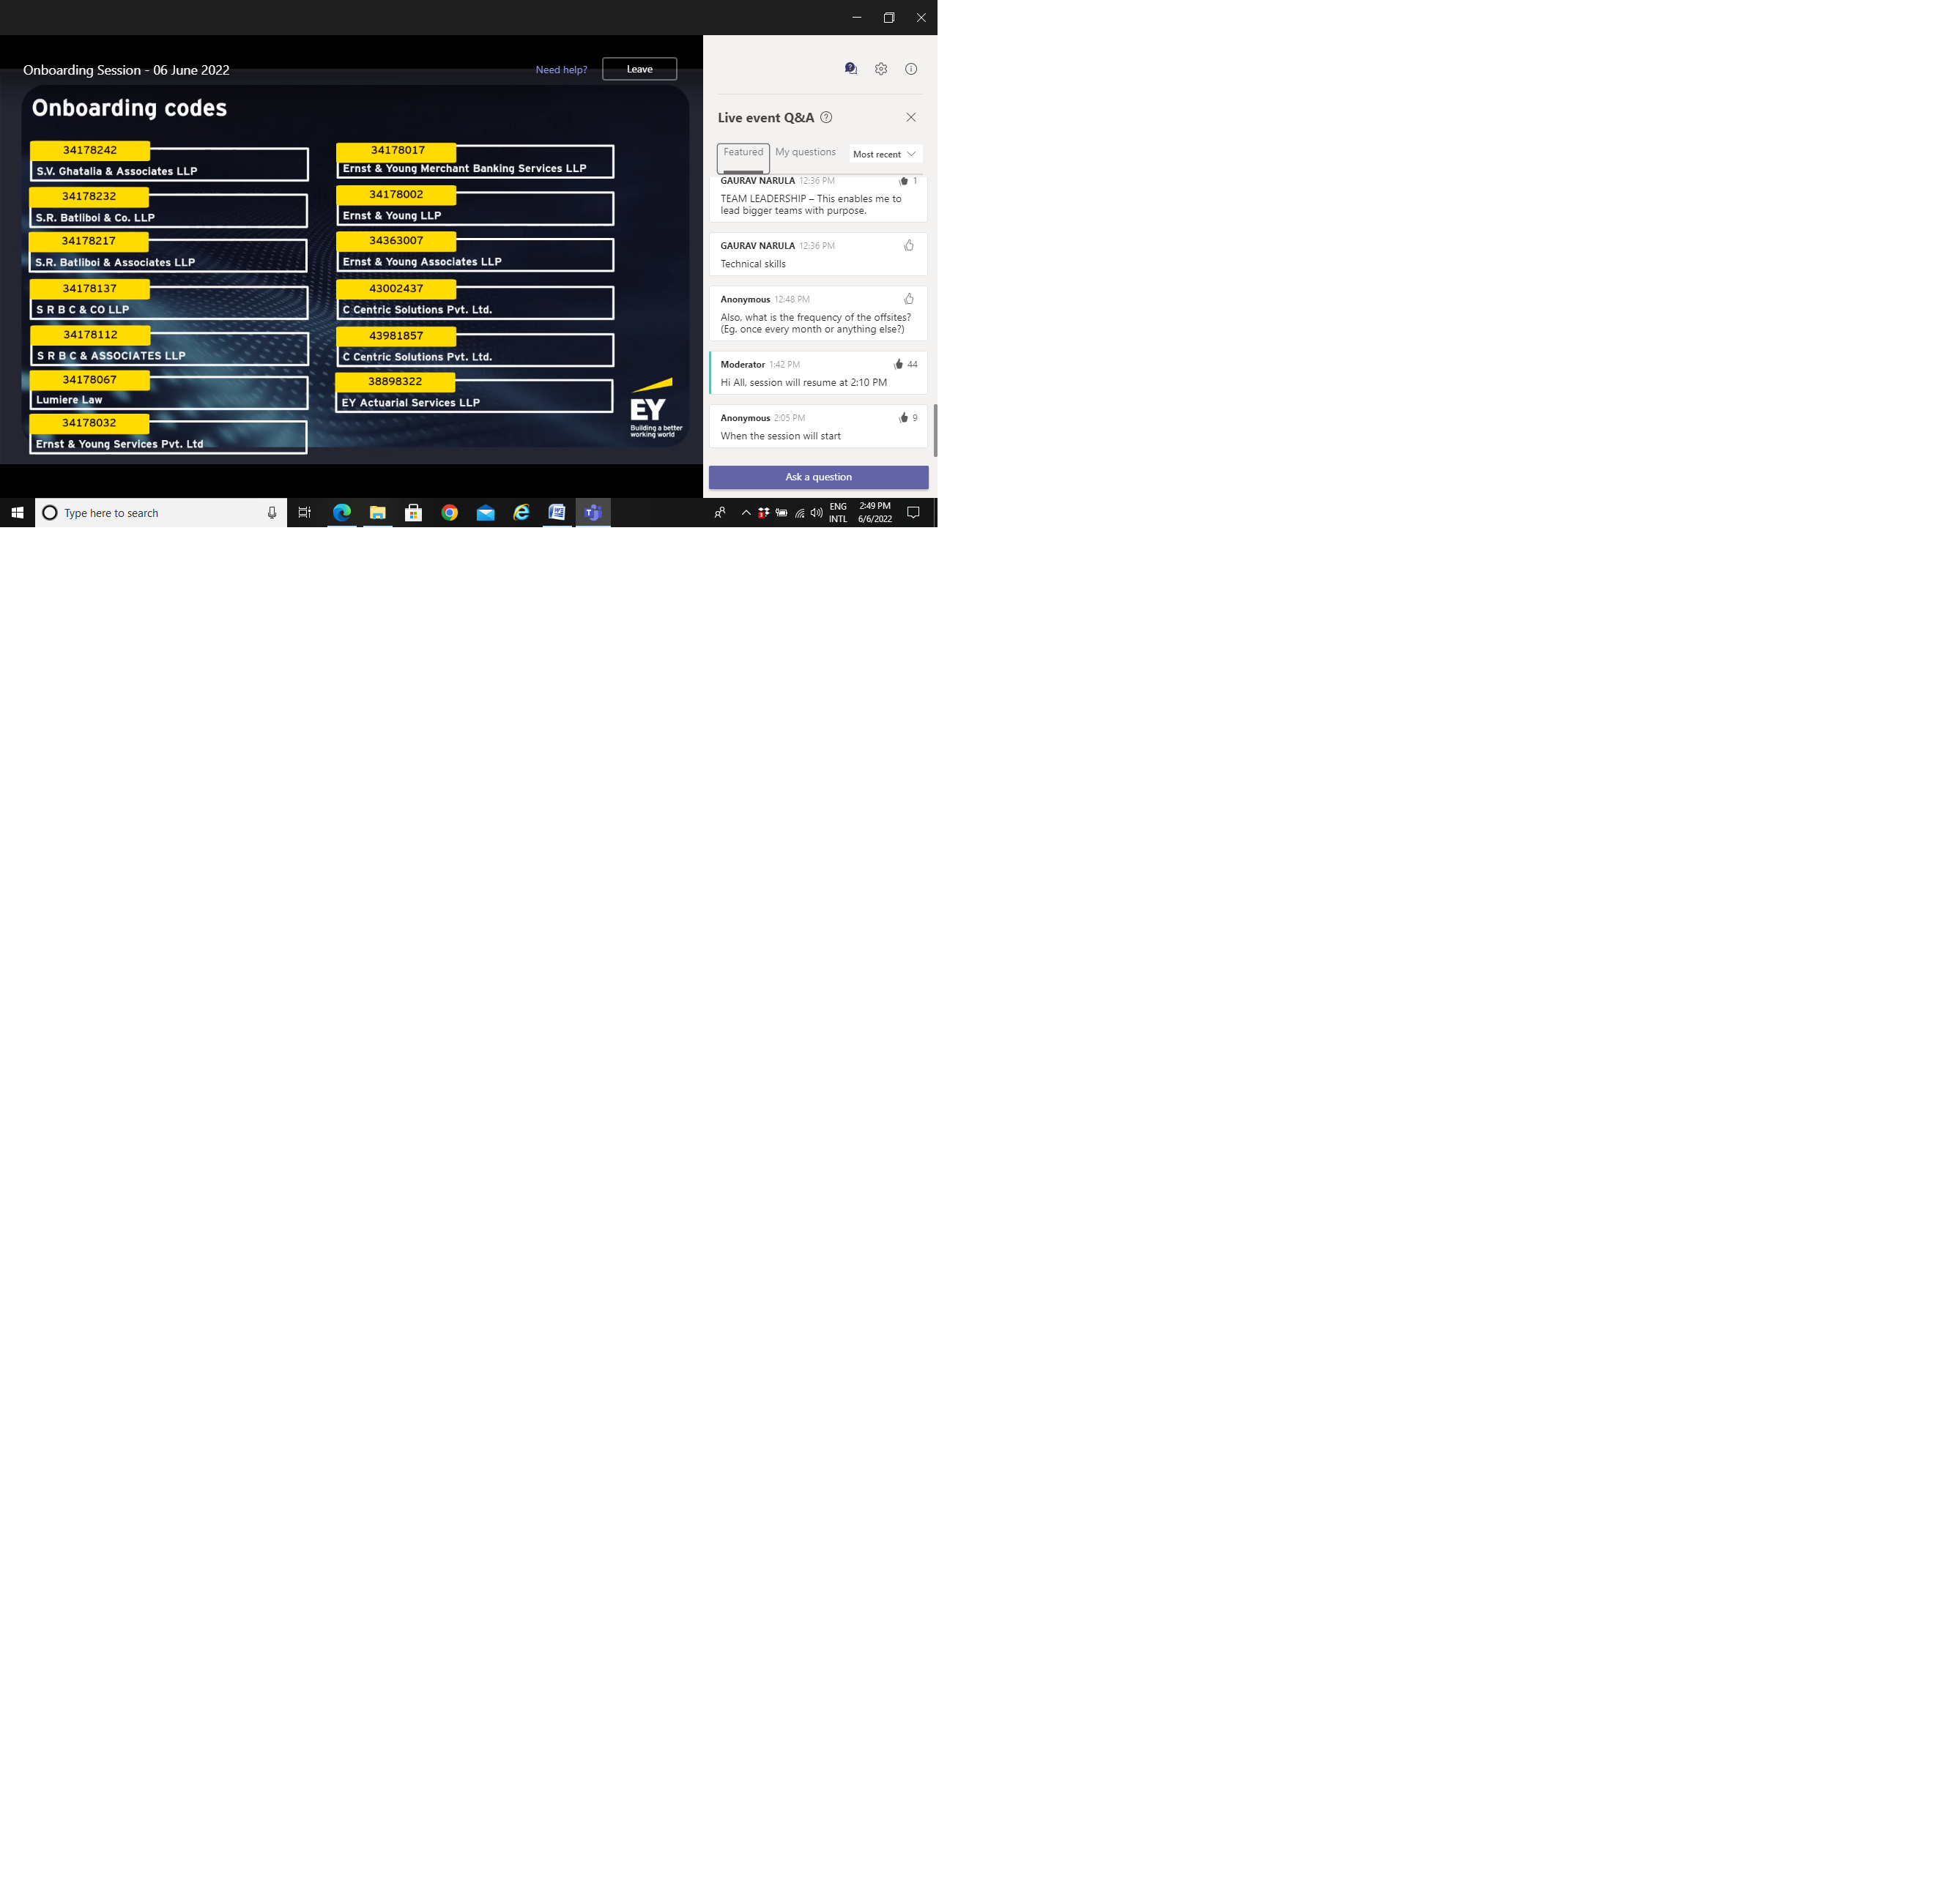 Onboarding Session - 06 June 2022
Need help?
Leave
Onboarding codes
34178242
S.V. Ghatalia & Associates LLP
34178232
S.R. Batliboi & Co. LLP
34178217
S.R. Batliboi & Associates LLP
34178137
S R B C & CO LLP
34178112
S R B C & ASSOCIATES LLP
34178067
Lumiere Law
34178032
Ernst & Young Services Pvt. Ltd
34178017
Ernst & Young Merchant Banking Services LLP
34178002
Ernst & Young LLP
34363007
Ernst & Young Associates LLP
43002437
C Centric Solutions Pvt. Ltd.
43981857
C Centric Solutions Pvt. Ltd.
38898322
EY Actuarial Services LLP
EY
Building a better
working world
Live event Q&A
Featured
My questions
Most recent
GAURAV NARULA 12:36 PM 1
TEAM LEADERSHIP – This enables me to
lead bigger teams with purpose.
GAURAV NARULA 12:36 PM
Technical skills
Anonymous 12:48 PM
Also, what is the frequency of the offsites?
(Eg. once every month or anything else?)
Moderator 1:42 PM 44
Hi All, session will resume at 2:10 PM
Anonymous 2:05 PM 9
When the session will start
Ask a question
Type here to search
ENG
INTL
2:49 PM
6/6/2022